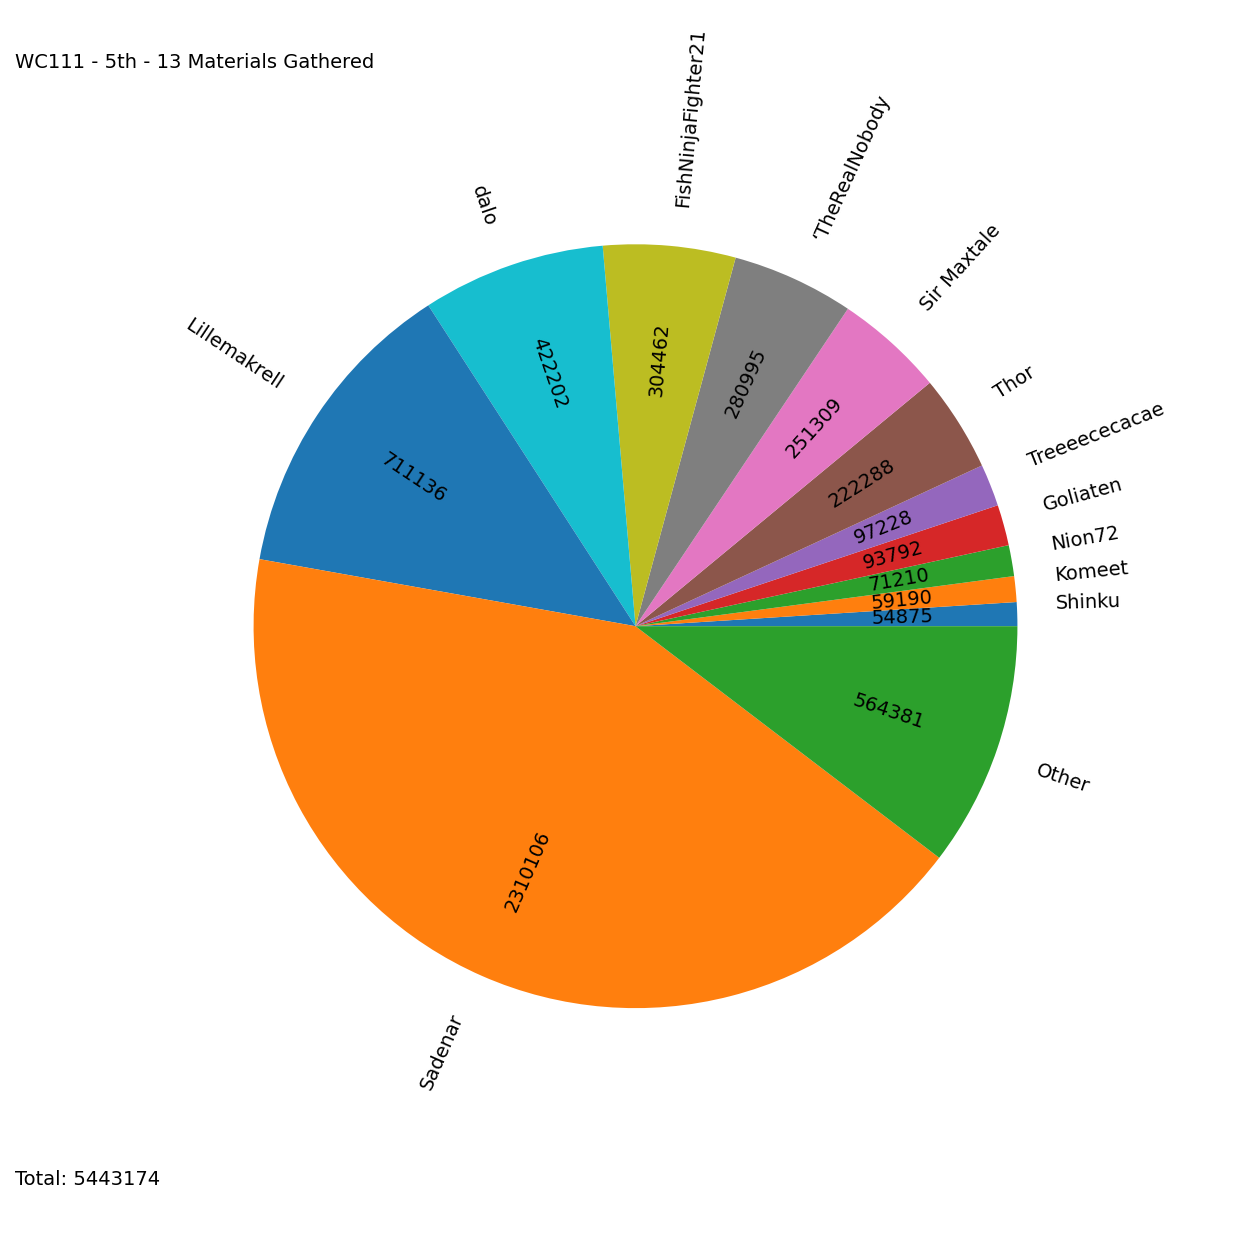 WC111 - 5th - 13 Materials Gathered
FishNinjaFighter21
'TheRealNobody
dalo
Sir Maxtale
Lillemakrell
Thor
Treeeececacae
Goliaten
Nion72
Komeet
Shinku
304462
422202
280995
251309
711136
222288
97228
93792
71210
59190
54875
564381
Other
2310106
Sadenar
Total: 5443174